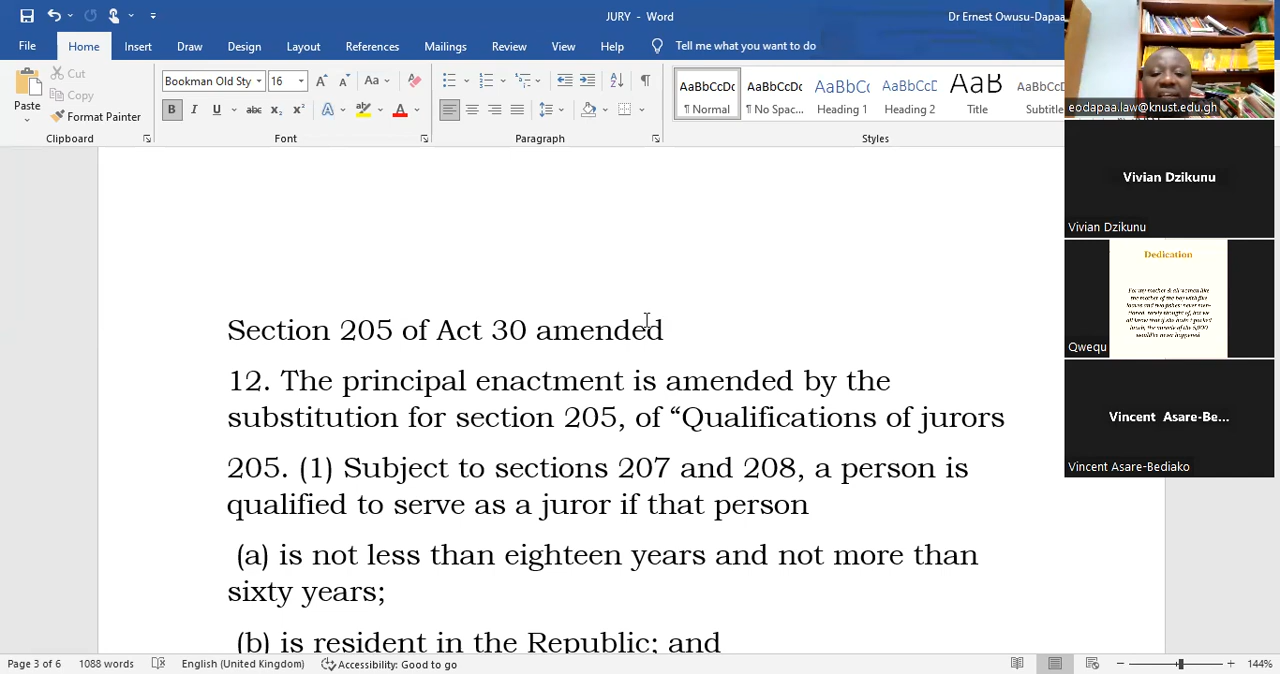 JURY - Word
Dr Ernest Owusu-Dapaa
File Home Insert Draw Design Layout References Mailings Review View Help Tell me what you want to do
Paste
Cut
Copy
Format Painter
Clipboard
Bookman Old Sty 16
Font
Paragraph
AaBbCcDc AaBbCcDc AaBbCc AaBbCcD AaB AaBbCcD
¶ Normal ¶ No Spac... Heading 1 Heading 2 Title Subtitle
Styles
Section 205 of Act 30 amended
12. The principal enactment is amended by the
substitution for section 205, of “Qualifications of jurors
205. (1) Subject to sections 207 and 208, a person is
qualified to serve as a juror if that person
(a) is not less than eighteen years and not more than
sixty years;
(b) is resident in the Republic; and
eodapaa.law@knust.edu.gh
Vivian Dzikunu
Vivian Dzikunu
Dedication
Qwequ
Vincent Asare-Be...
Vincent Asare-Bediako
Page 3 of 6 1088 words English (United Kingdom) Accessibility: Good to go
144%